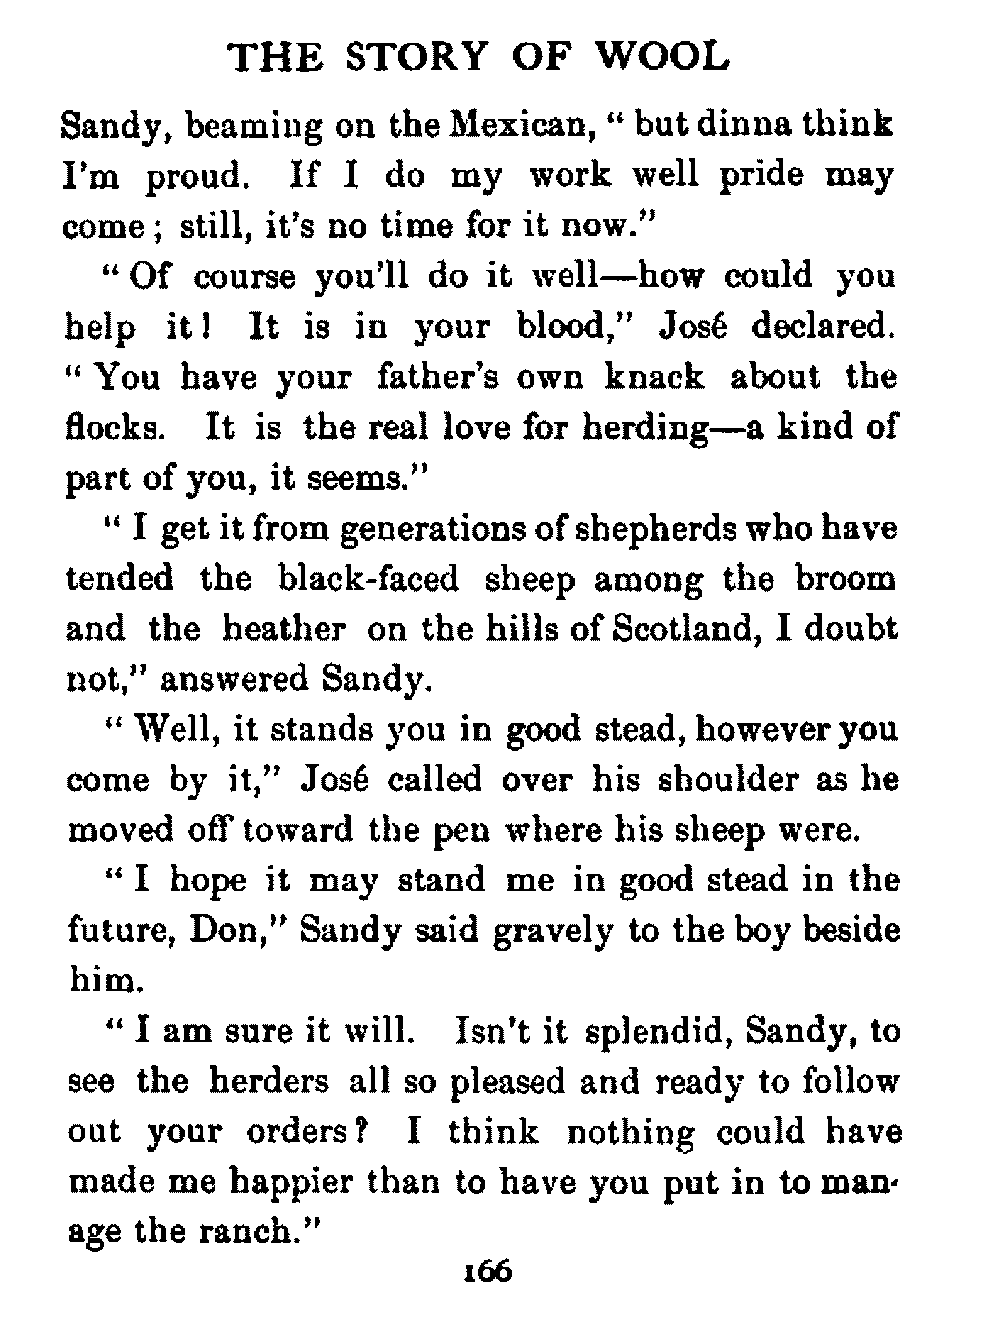 THE STORY OF WOOL
Sandy, beaming on the Mexican, “ but dinna think
I'm proud. If I do my work well pride may
come ; still, it's no time for it now.”
“ Of course you'll do it well—how could you
help it ! It is in your blood,” José declared.
“ You have your father's own knack about the
flocks. It is the real love for herding—a kind of
part of you, it seems.”
“ I get it from generations of shepherds who have
tended the black-faced sheep among the broom
and the heather on the hills of Scotland, I doubt
not,” answered Sandy.
“ Well, it stands you in good stead, however you
come by it,” José called over his shoulder as he
moved off toward the pen where his sheep were.
“ I hope it may stand me in good stead in the
future, Don,” Sandy said gravely to the boy beside
him.
“ I am sure it will. Isn't it splendid, Sandy, to
see the herders all so pleased and ready to follow
out your orders ? I think nothing could have
made me happier than to have you put in to man-
age the ranch.”
166